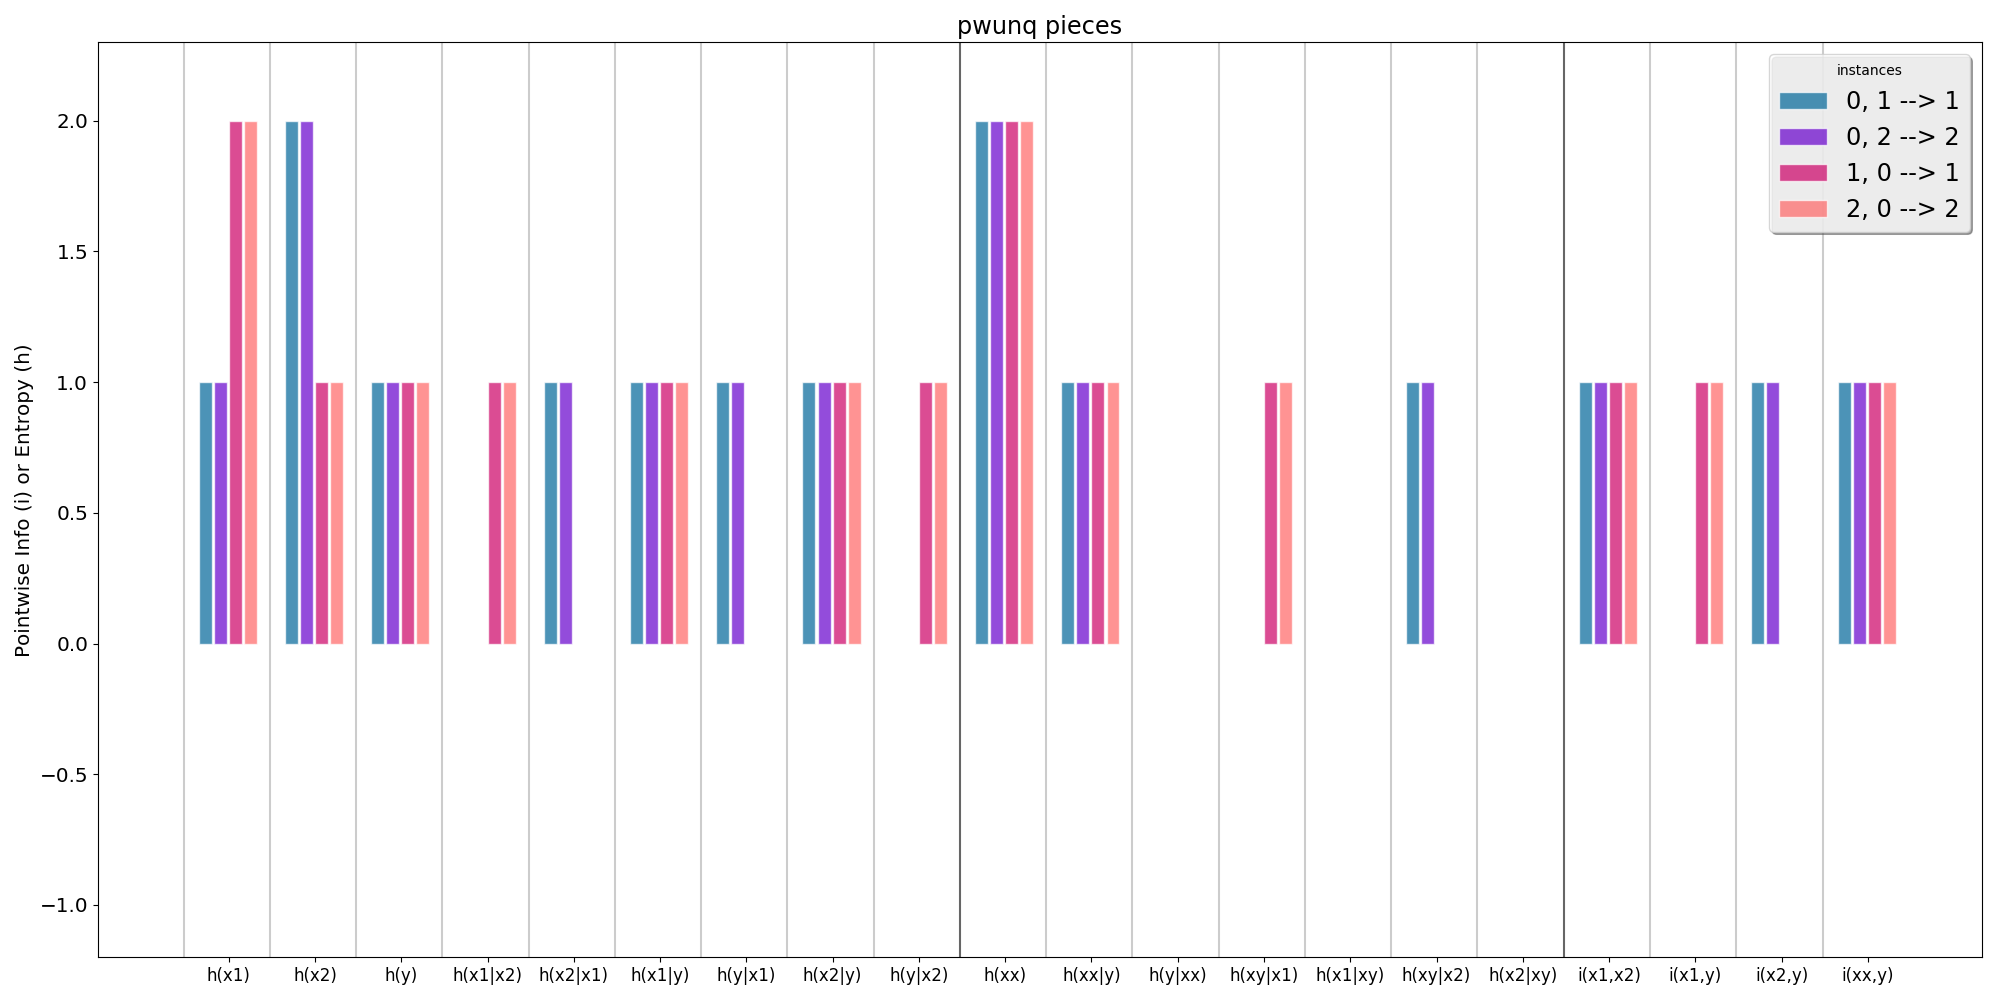 pwunq pieces
instances
0, 1 --> 1
0, 2 --> 2
1, 0 --> 1
2, 0 --> 2
Pointwise Info (i) or Entropy (h)
2.0
1.5
1.0
0.5
0.0
−0.5
−1.0
h(x1) h(x2) h(y) h(x1|x2) h(x2|x1) h(x1|y) h(y|x1) h(x2|y) h(y|x2) h(xx) h(xx|y) h(y|xx) h(xy|x1) h(x1|xy) h(xy|x2) h(x2|xy) i(x1,x2) i(x1,y) i(x2,y) i(xx,y)